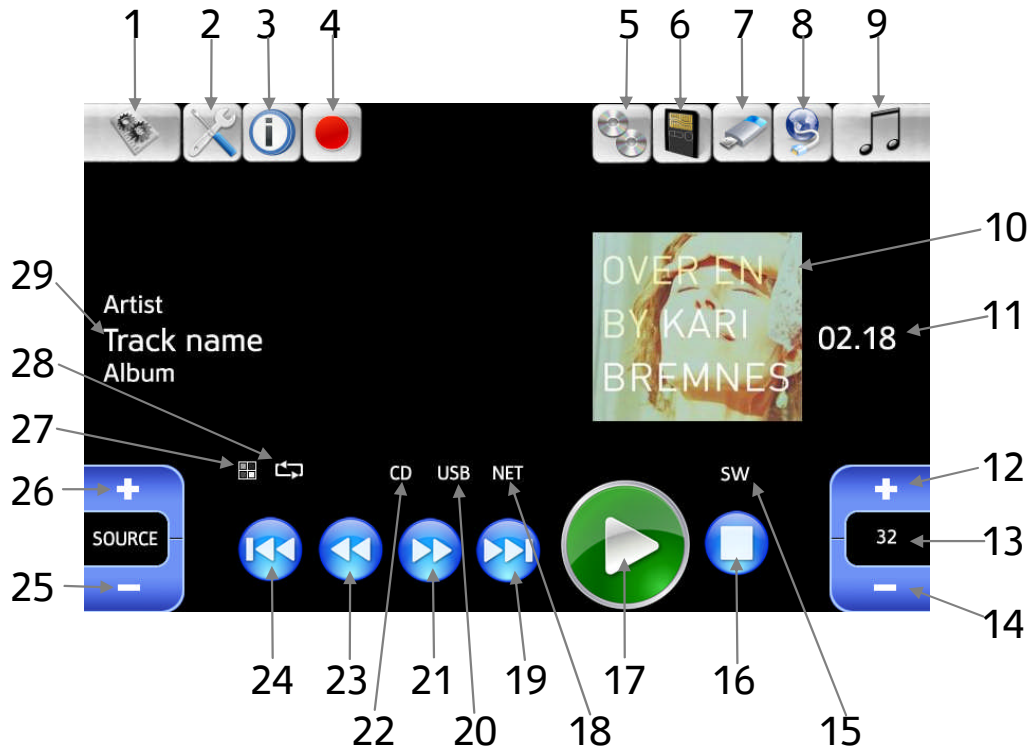 1 2 3 4 5 6 7 8 9
10
OVER EN
BY KARI
BREMNES
11
02.18
29
Artist
Track name
Album
28
27
26
SOURCE
25
CD USB NET
SW
12
32
13
14
24 23 21 19 17 16
22 20 18 15